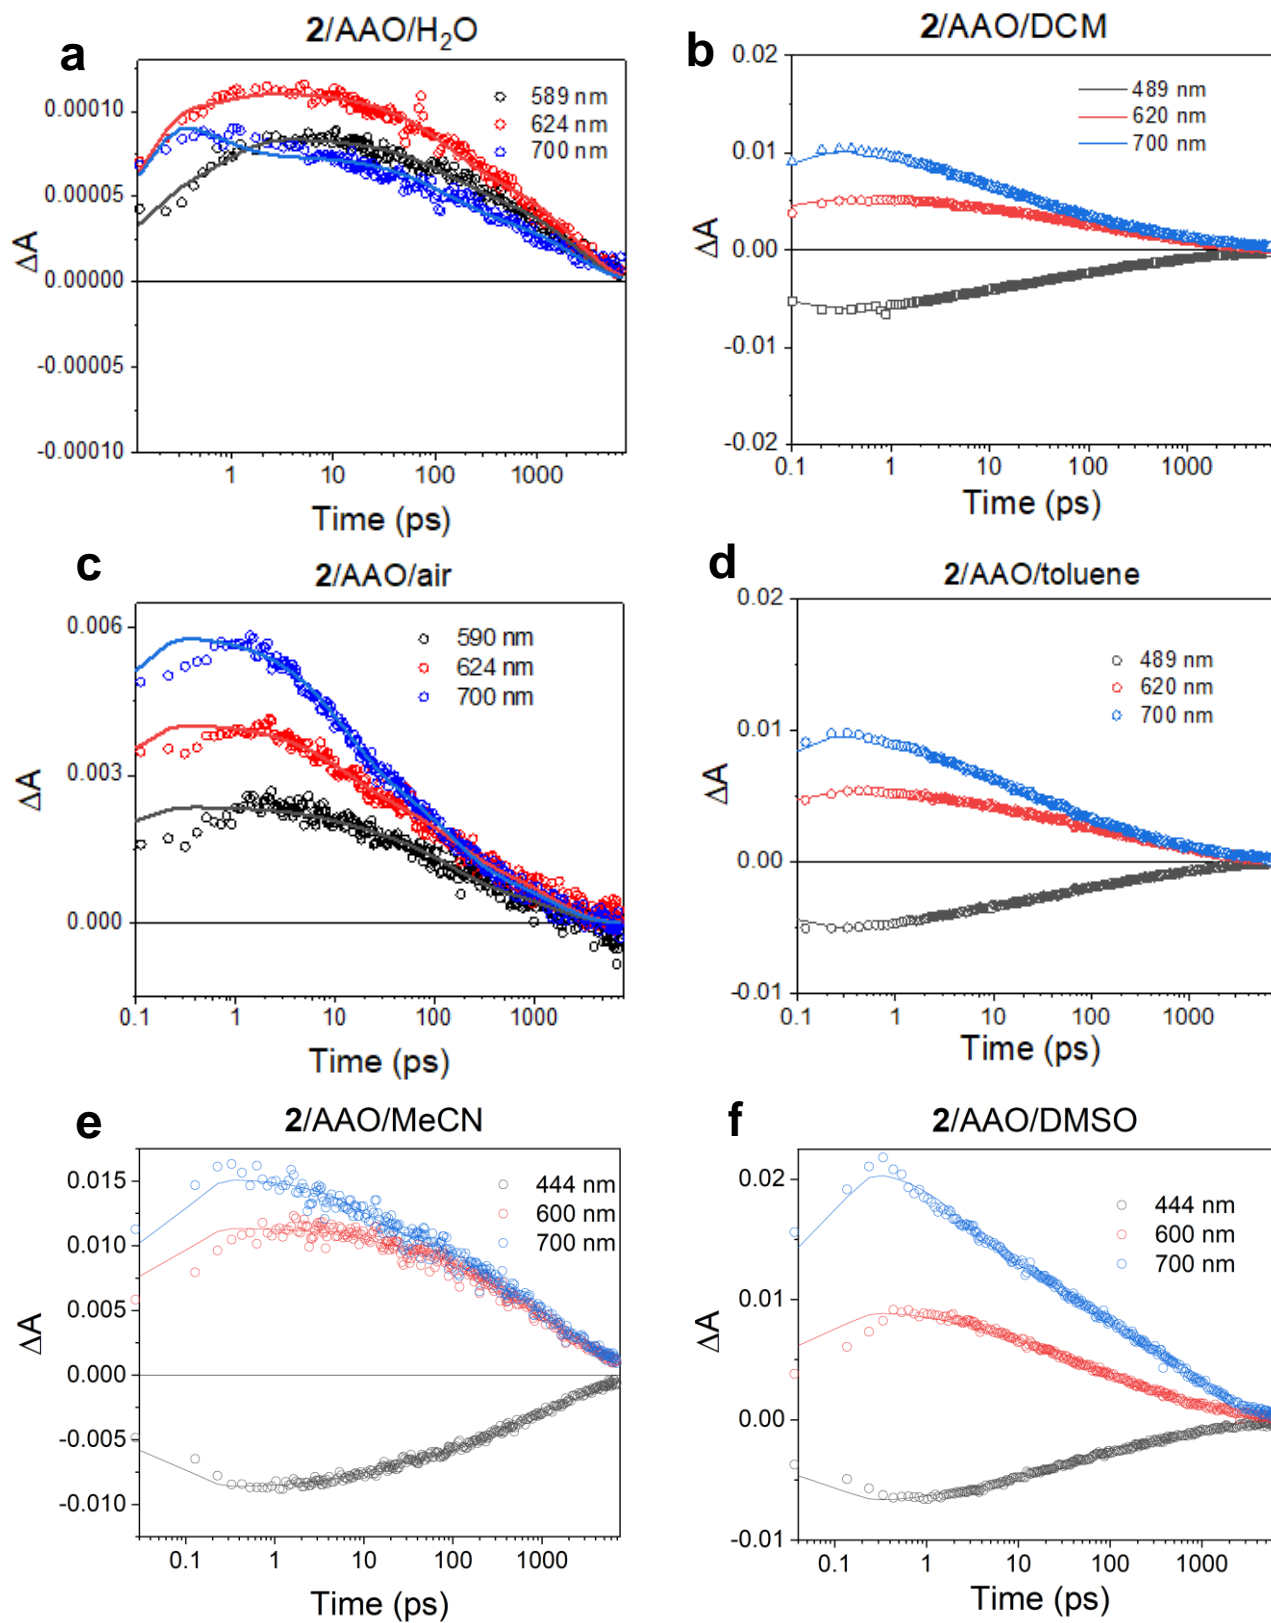 a
2/AAO/H₂O
589 nm
624 nm
700 nm
0.00010
0.00005
0.00000
-0.00005
-0.00010
ΔA
1
10
100
1000
Time (ps)
b
2/AAO/DCM
489 nm
620 nm
700 nm
0.02
0.01
0.00
-0.01
-0.02
ΔA
0.1
1
10
100
1000
Time (ps)
c
2/AAO/air
590 nm
624 nm
700 nm
0.006
0.003
0.000
ΔA
0.1
1
10
100
1000
Time (ps)
d
2/AAO/toluene
489 nm
620 nm
700 nm
0.02
0.01
0.00
-0.01
ΔA
0.1
1
10
100
1000
Time (ps)
e
2/AAO/MeCN
444 nm
600 nm
700 nm
0.015
0.010
0.005
0.000
-0.005
-0.010
ΔA
0.1
1
10
100
1000
Time (ps)
f
2/AAO/DMSO
444 nm
600 nm
700 nm
0.02
0.01
0.00
-0.01
ΔA
0.1
1
10
100
1000
Time (ps)